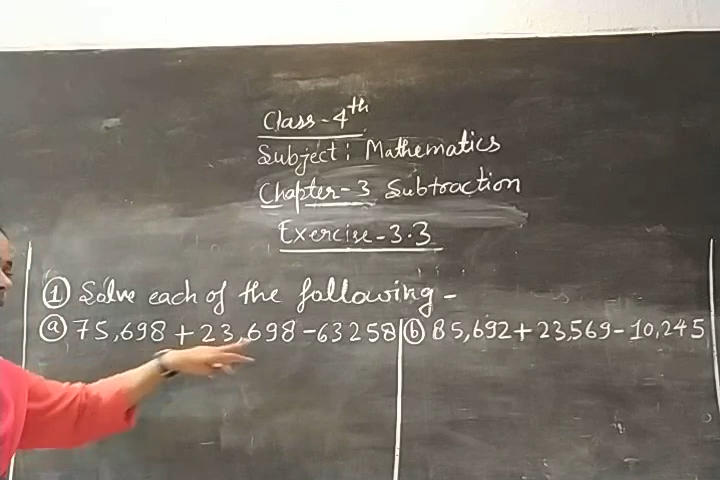 Class-4th
Subject: Mathematics
Chapter-3 Subtraction
Exercise-3.3
① Solve each of the following-
ⓐ 75,698 + 23,698 - 63258
ⓑ 85,692 + 23,569 - 10,245